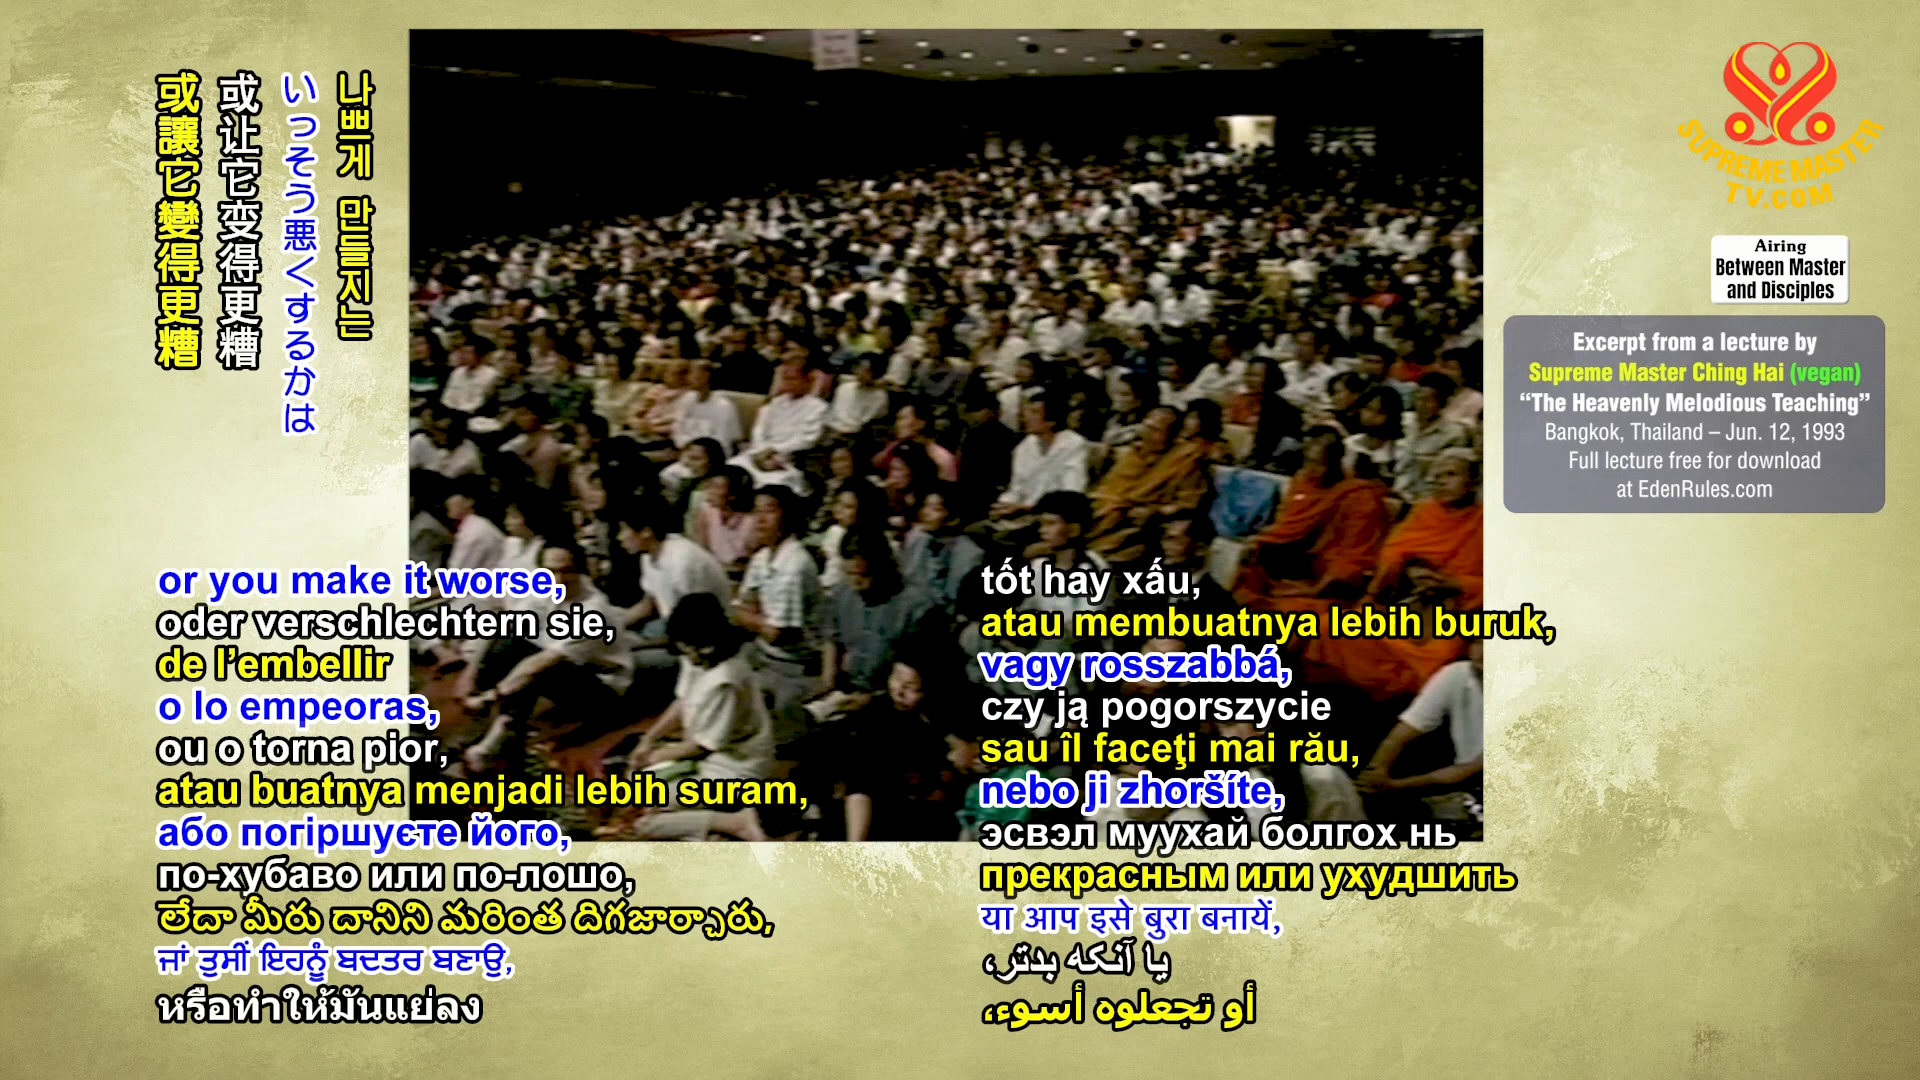 或讓它變得更糟
或让它变得更糟
いっそう悪くするかは
나쁘게 만들지는
SUPREME MASTER
TV.COM
Airing
Between Master
and Disciples
Excerpt from a lecture by
Supreme Master Ching Hai (vegan)
“The Heavenly Melodious Teaching”
Bangkok, Thailand – Jun. 12, 1993
Full lecture free for download
at EdenRules.com
or you make it worse,
oder verschlechtern sie,
de l’embellir
o lo empeoras,
ou o torna pior,
atau buatnya menjadi lebih suram,
або погіршуєте його,
по-хубаво или по-лошо,
లేదా మీరు దానిని మరింత దిగజార్చారు,
ਜਾਂ ਤੁਸੀਂ ਇਹਨੂੰ ਬਦਤਰ ਬਣਾਉ,
หรือทำให้มันแย่ลง
tốt hay xấu,
atau membuatnya lebih buruk,
vagy rosszabbá,
czy ją pogorszycie
sau îl faceţi mai rău,
nebo ji zhoršíte,
эсвэл муухай болгох нь
прекрасным или ухудшить
या आप इसे बुरा बनायें,
یا آنکه بدتر،
أو تجعلوه أسوء،